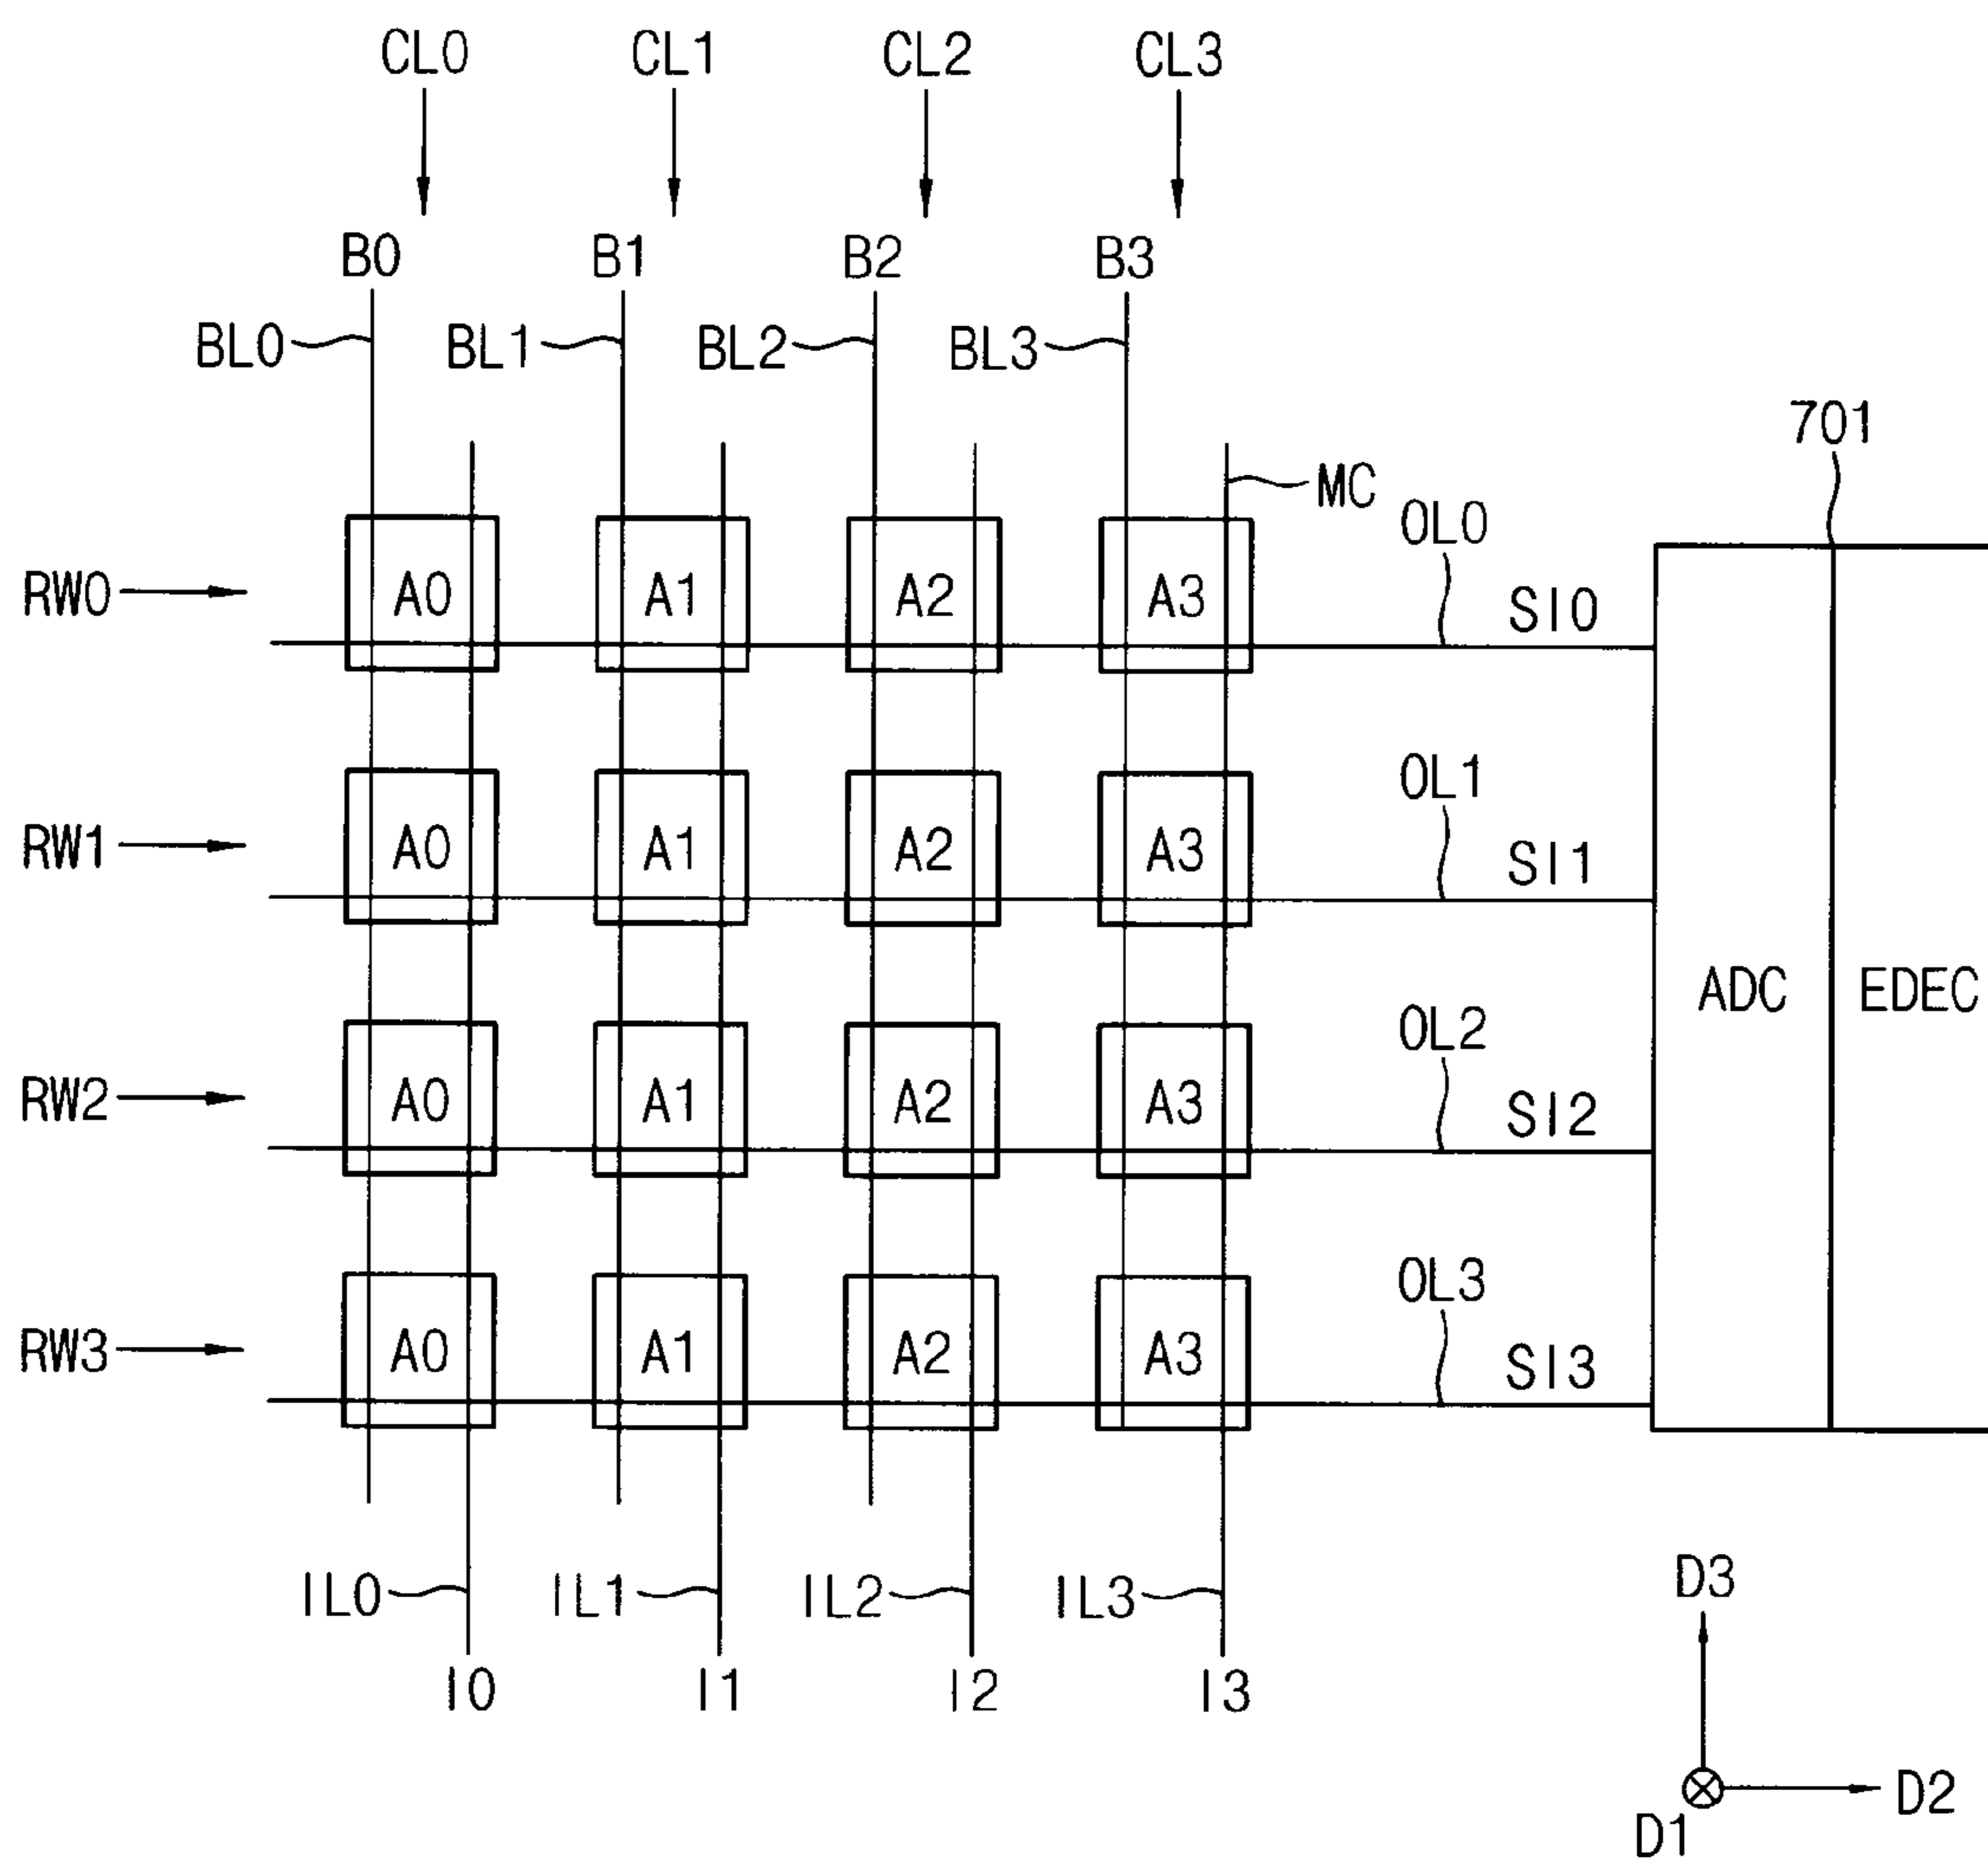 CL0 CL1 CL2 CL3
B0 B1 B2 B3
BL0 BL1 BL2 BL3
701
MC
OL0
RW0 A0 A1 A2 A3 SI0
OL1
RW1 A0 A1 A2 A3 SI1
ADC EDEC
OL2
RW2 A0 A1 A2 A3 SI2
OL3
RW3 A0 A1 A2 A3 SI3
IL0 IL1 IL2 IL3
D3
I0 I1 I2 I3
D2
D1